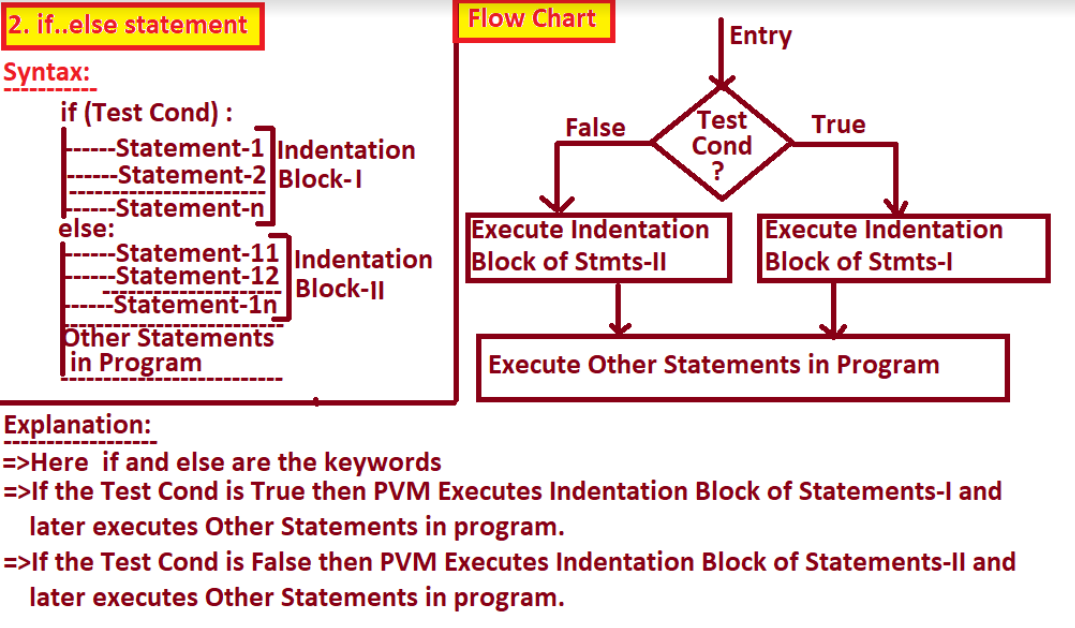 2. if..else statement
Syntax:
if (Test Cond) :
------Statement-1
------Statement-2
------Statement-n
Indentation
Block-I
else:
------Statement-11
------Statement-12
------Statement-1n
Indentation
Block-II
Other Statements
in Program
Flow Chart
Entry
Test
Cond
?
False
True
Execute Indentation
Block of Stmts-II
Execute Indentation
Block of Stmts-I
Execute Other Statements in Program
Explanation:
=>Here if and else are the keywords
=>If the Test Cond is True then PVM Executes Indentation Block of Statements-I and
later executes Other Statements in program.
=>If the Test Cond is False then PVM Executes Indentation Block of Statements-II and
later executes Other Statements in program.